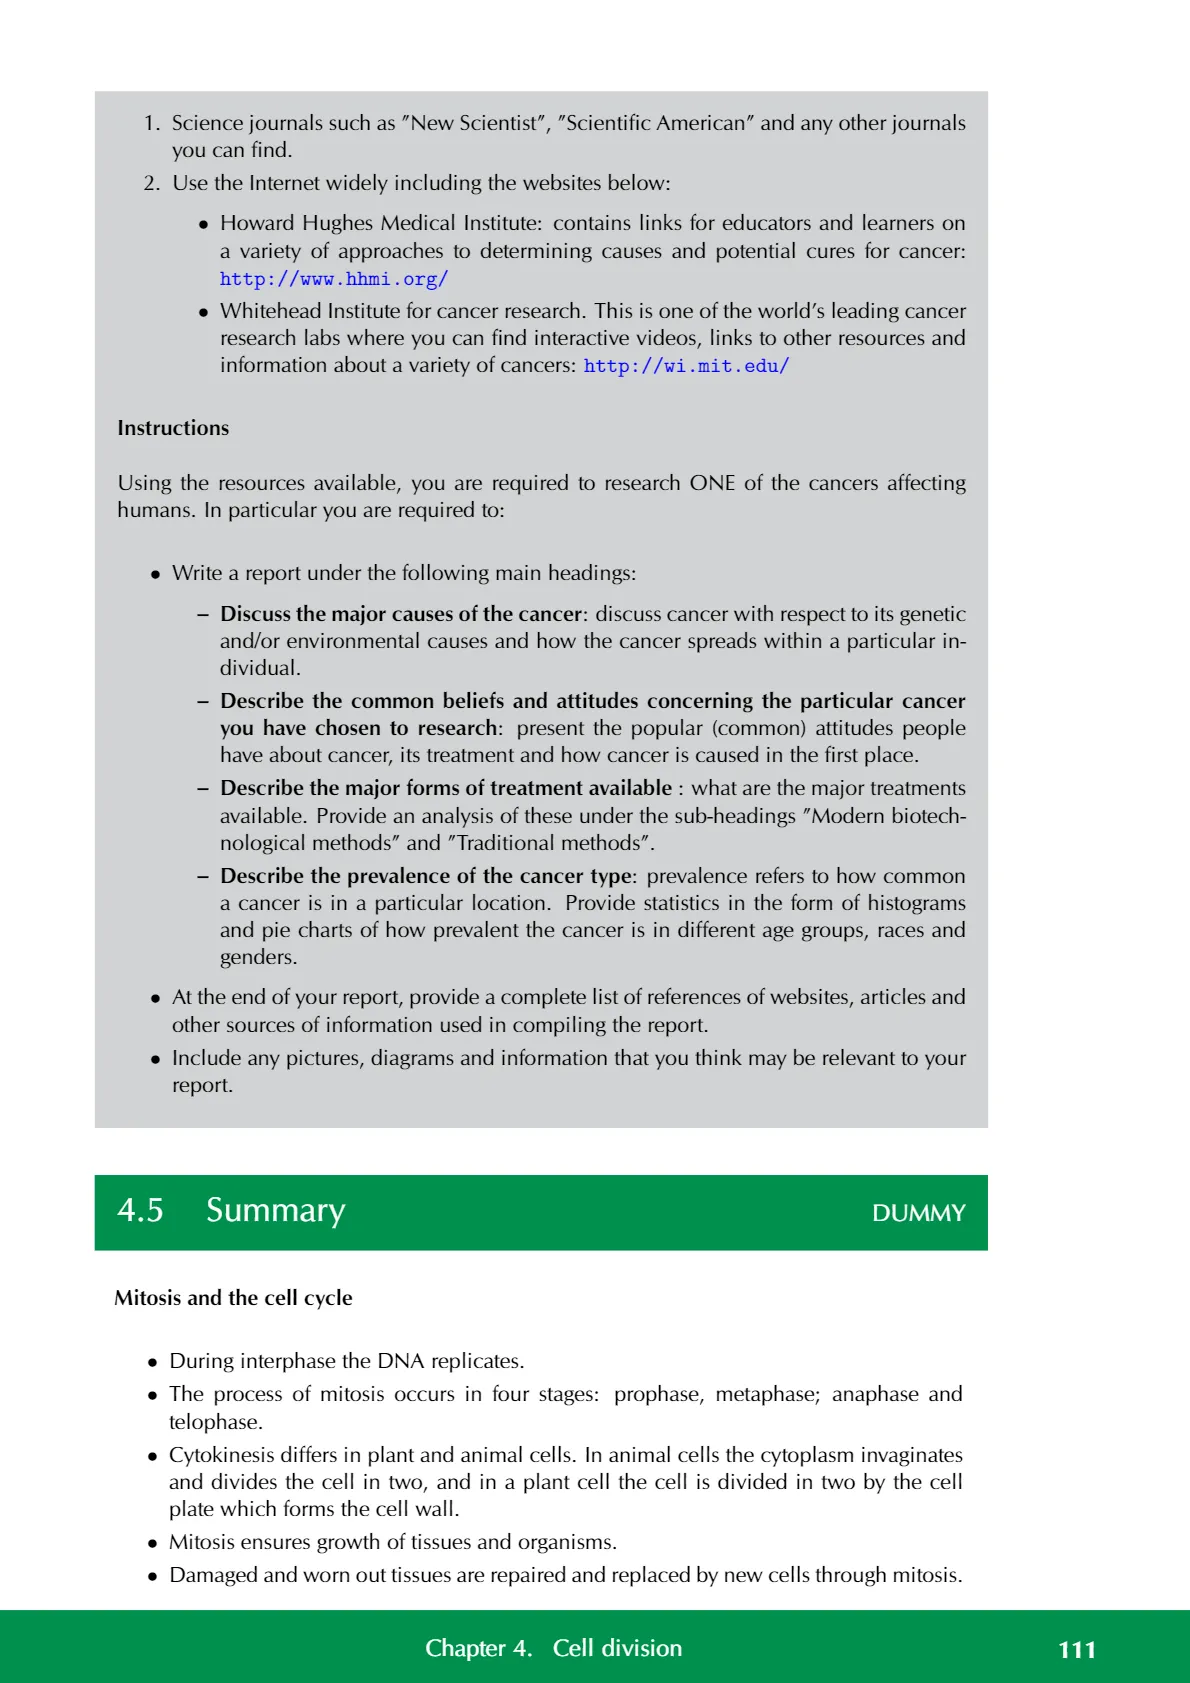 1. Science journals such as ″New Scientist″, ″Scientific American″ and any other journals
you can find.
2. Use the Internet widely including the websites below:
• Howard Hughes Medical Institute: contains links for educators and learners on
a variety of approaches to determining causes and potential cures for cancer:
http://www.hhmi.org/
• Whitehead Institute for cancer research. This is one of the world’s leading cancer
research labs where you can find interactive videos, links to other resources and
information about a variety of cancers: http://wi.mit.edu/
Instructions
Using the resources available, you are required to research ONE of the cancers affecting
humans. In particular you are required to:
• Write a report under the following main headings:
– Discuss the major causes of the cancer: discuss cancer with respect to its genetic
and/or environmental causes and how the cancer spreads within a particular in-
dividual.
– Describe the common beliefs and attitudes concerning the particular cancer
you have chosen to research: present the popular (common) attitudes people
have about cancer, its treatment and how cancer is caused in the first place.
– Describe the major forms of treatment available : what are the major treatments
available. Provide an analysis of these under the sub-headings ″Modern biotech-
nological methods″ and ″Traditional methods″.
– Describe the prevalence of the cancer type: prevalence refers to how common
a cancer is in a particular location. Provide statistics in the form of histograms
and pie charts of how prevalent the cancer is in different age groups, races and
genders.
• At the end of your report, provide a complete list of references of websites, articles and
other sources of information used in compiling the report.
• Include any pictures, diagrams and information that you think may be relevant to your
report.
4.5 Summary DUMMY
Mitosis and the cell cycle
• During interphase the DNA replicates.
• The process of mitosis occurs in four stages: prophase, metaphase; anaphase and
telophase.
• Cytokinesis differs in plant and animal cells. In animal cells the cytoplasm invaginates
and divides the cell in two, and in a plant cell the cell is divided in two by the cell
plate which forms the cell wall.
• Mitosis ensures growth of tissues and organisms.
• Damaged and worn out tissues are repaired and replaced by new cells through mitosis.
Chapter 4. Cell division 111